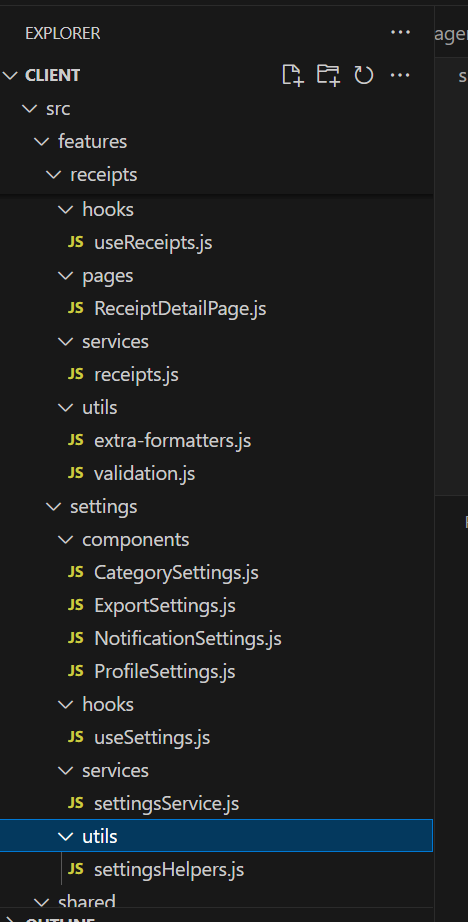 EXPLORER
ager
CLIENT
s
src
features
receipts
hooks
JS useReceipts.js
pages
JS ReceiptDetailPage.js
services
JS receipts.js
utils
JS extra-formatters.js
JS validation.js
settings
components
JS CategorySettings.js
JS ExportSettings.js
JS NotificationSettings.js
JS ProfileSettings.js
hooks
JS useSettings.js
services
JS settingsService.js
utils
JS settingsHelpers.js
shared
OUTLINE